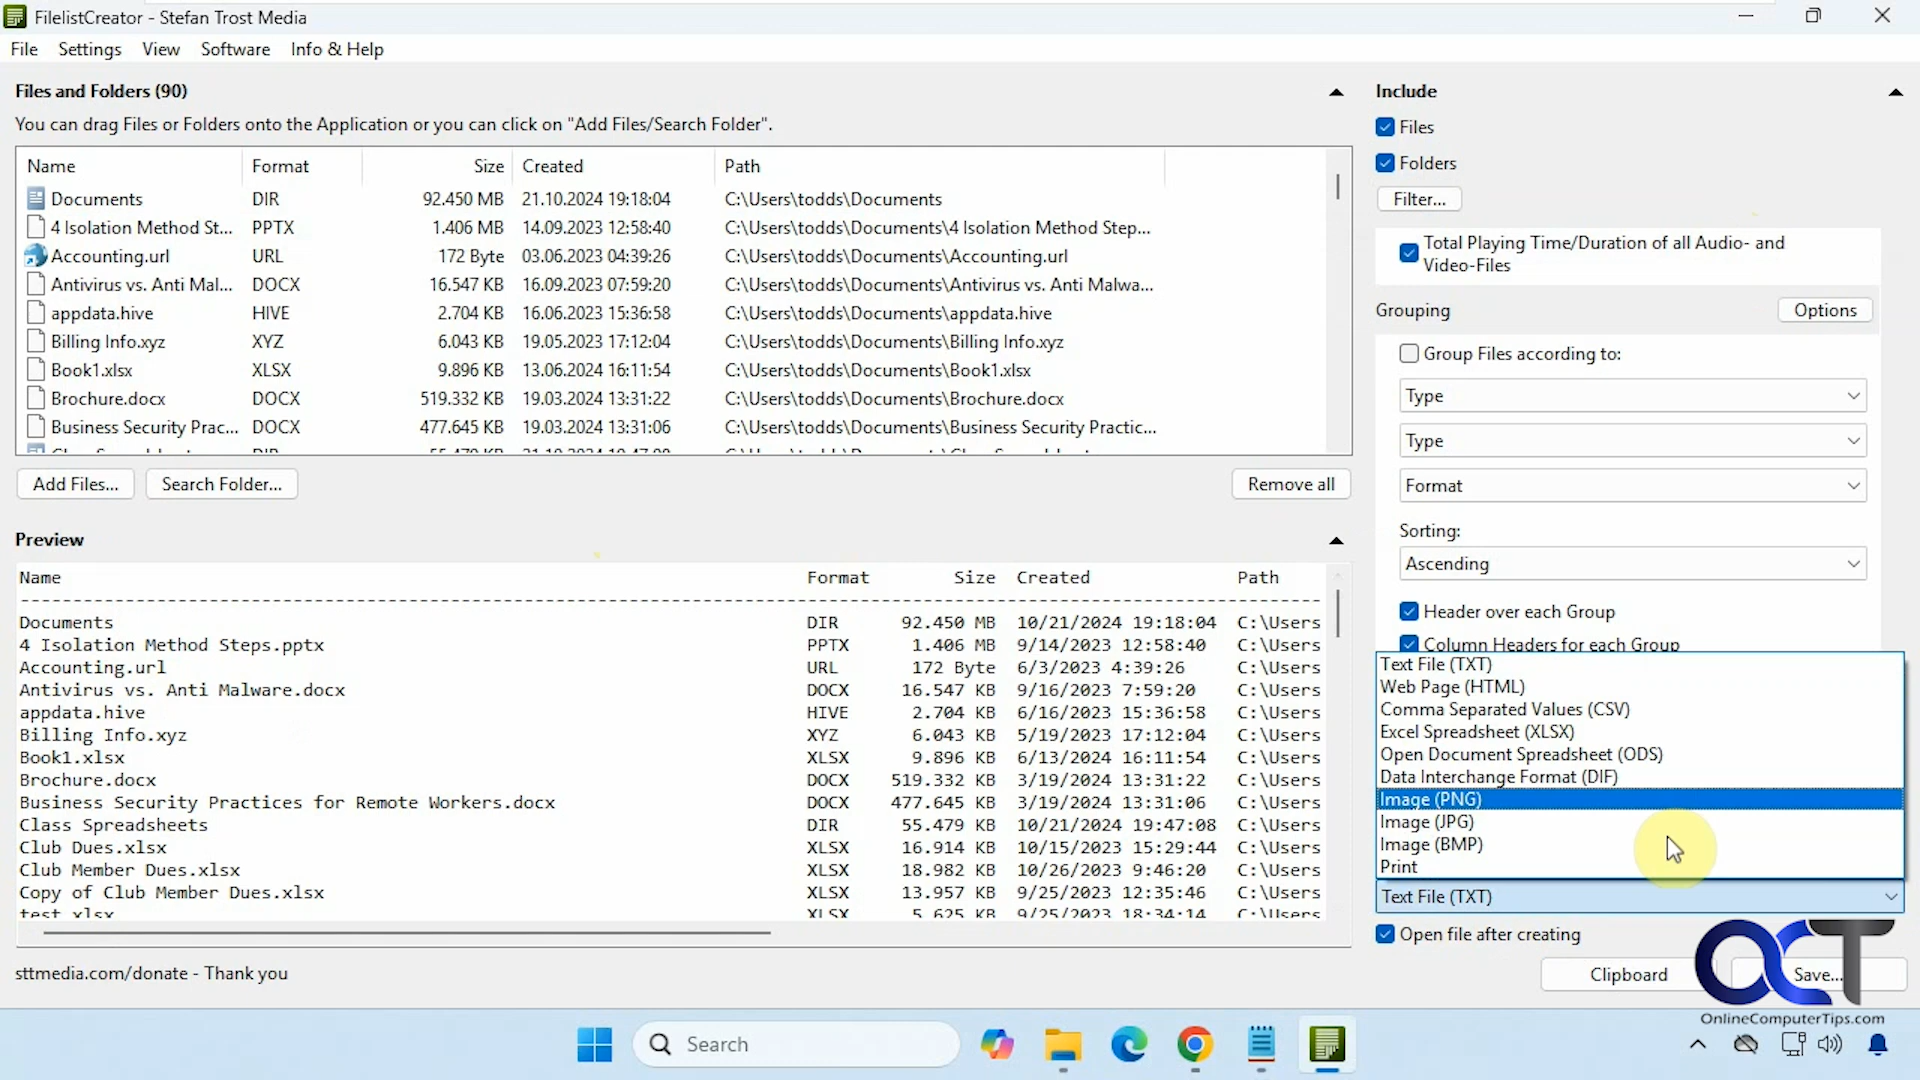 FilelistCreator - Stefan Trost Media
File Settings View Software Info & Help
Files and Folders (90)
You can drag Files or Folders onto the Application or you can click on "Add Files/Search Folder".
Name Format Size Created Path
Documents DIR 92.450 MB 21.10.2024 19:18:04 C:\Users\todds\Documents
4 Isolation Method St... PPTX 1.406 MB 14.09.2023 12:58:40 C:\Users\todds\Documents\4 Isolation Method Step...
Accounting.url URL 172 Byte 03.06.2023 04:39:26 C:\Users\todds\Documents\Accounting.url
Antivirus vs. Anti Mal... DOCX 16.547 KB 16.09.2023 07:59:20 C:\Users\todds\Documents\Antivirus vs. Anti Malwa...
appdata.hive HIVE 2.704 KB 16.06.2023 15:36:58 C:\Users\todds\Documents\appdata.hive
Billing Info.xyz XYZ 6.043 KB 19.05.2023 17:12:04 C:\Users\todds\Documents\Billing Info.xyz
Book1.xlsx XLSX 9.896 KB 13.06.2024 16:11:54 C:\Users\todds\Documents\Book1.xlsx
Brochure.docx DOCX 519.332 KB 19.03.2024 13:31:22 C:\Users\todds\Documents\Brochure.docx
Business Security Prac... DOCX 477.645 KB 19.03.2024 13:31:06 C:\Users\todds\Documents\Business Security Practic...
Add Files... Search Folder... Remove all
Preview
Name Format Size Created Path
Documents DIR 92.450 MB 10/21/2024 19:18:04 C:\Users
4 Isolation Method Steps.pptx PPTX 1.406 MB 9/14/2023 12:58:40 C:\Users
Accounting.url URL 172 Byte 6/3/2023 4:39:26 C:\Users
Antivirus vs. Anti Malware.docx DOCX 16.547 KB 9/16/2023 7:59:20 C:\Users
appdata.hive HIVE 2.704 KB 6/16/2023 15:36:58 C:\Users
Billing Info.xyz XYZ 6.043 KB 5/19/2023 17:12:04 C:\Users
Book1.xlsx XLSX 9.896 KB 6/13/2024 16:11:54 C:\Users
Brochure.docx DOCX 519.332 KB 3/19/2024 13:31:22 C:\Users
Business Security Practices for Remote Workers.docx DOCX 477.645 KB 3/19/2024 13:31:06 C:\Users
Class Spreadsheets DIR 55.479 KB 10/21/2024 19:47:08 C:\Users
Club Dues.xlsx XLSX 16.914 KB 10/15/2023 15:29:44 C:\Users
Club Member Dues.xlsx XLSX 18.982 KB 10/26/2023 9:46:20 C:\Users
Copy of Club Member Dues.xlsx XLSX 13.957 KB 9/25/2023 12:35:46 C:\Users
test.xlsx XLSX 5.625 KB 9/25/2023 18:34:14 C:\Users
sttmedia.com/donate - Thank you
Include
Files
Folders
Filter...
Total Playing Time/Duration of all Audio- and
Video-Files
Grouping Options
Group Files according to:
Type
Type
Format
Sorting:
Ascending
Header over each Group
Column Headers for each Group
Text File (TXT)
Web Page (HTML)
Comma Separated Values (CSV)
Excel Spreadsheet (XLSX)
Open Document Spreadsheet (ODS)
Data Interchange Format (DIF)
Image (PNG)
Image (JPG)
Image (BMP)
Print
Text File (TXT)
Open file after creating
Clipboard Save...
OCT
OnlineComputerTips.com
Search